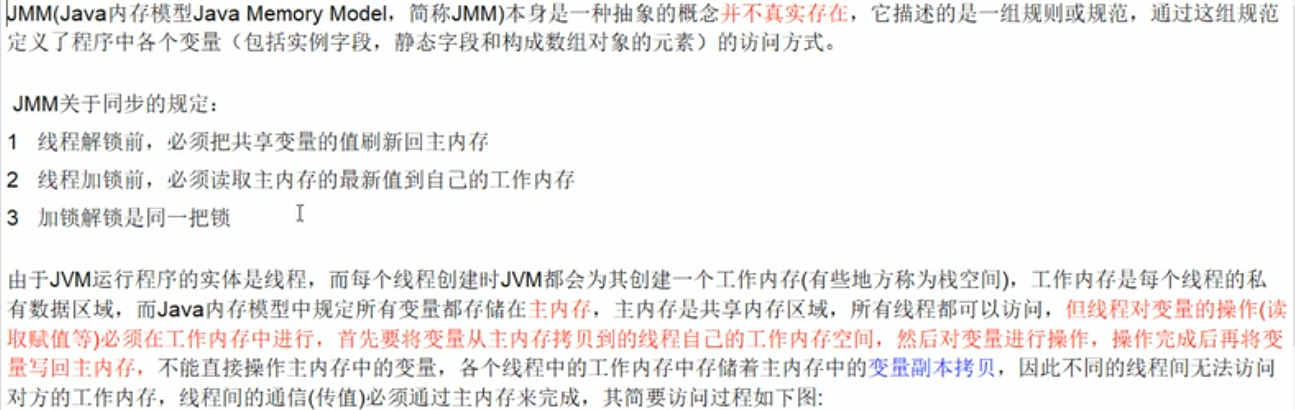 JMM(Java内存模型Java Memory Model，简称JMM)本身是一种抽象的概念并不真实存在，它描述的是一组规则或规范，通过这组规范
定义了程序中各个变量（包括实例字段，静态字段和构成数组对象的元素）的访问方式。
JMM关于同步的规定：
1 线程解锁前，必须把共享变量的值刷新回主内存
2 线程加锁前，必须读取主内存的最新值到自己的工作内存
3 加锁解锁是同一把锁
由于JVM运行程序的实体是线程，而每个线程创建时JVM都会为其创建一个工作内存(有些地方称为栈空间)，工作内存是每个线程的私
有数据区域，而Java内存模型中规定所有变量都存储在主内存，主内存是共享内存区域，所有线程都可以访问，但线程对变量的操作(读
取赋值等)必须在工作内存中进行，首先要将变量从主内存拷贝到的线程自己的工作内存空间，然后对变量进行操作，操作完成后再将变
量写回主内存，不能直接操作主内存中的变量，各个线程中的工作内存中存储着主内存中的变量副本拷贝，因此不同的线程间无法访问
对方的工作内存，线程间的通信(传值)必须通过主内存来完成，其简要访问过程如下图: